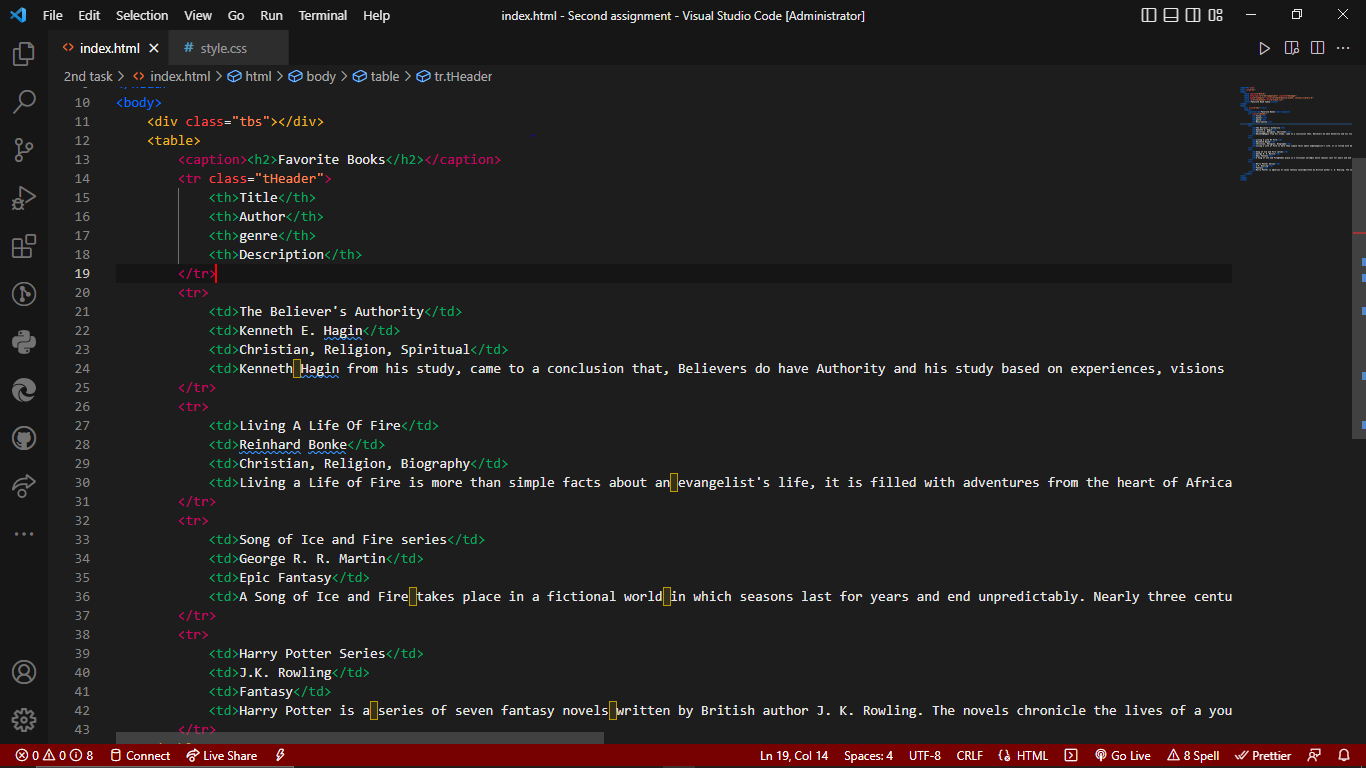 File Edit Selection View Go Run Terminal Help index.html - Second assignment - Visual Studio Code [Administrator]
index.html # style.css
2nd task > index.html > html > body > table > tr.tHeader
10 <body>
11 <div class="tbs"></div>
12 <table>
13 <caption><h2>Favorite Books</h2></caption>
14 <tr class="tHeader">
15 <th>Title</th>
16 <th>Author</th>
17 <th>genre</th>
18 <th>Description</th>
19 </tr>
20 <tr>
21 <td>The Believer's Authority</td>
22 <td>Kenneth E. Hagin</td>
23 <td>Christian, Religion, Spiritual</td>
24 <td>Kenneth Hagin from his study, came to a conclusion that, Believers do have Authority and his study based on experiences, visions
25 </tr>
26 <tr>
27 <td>Living A Life Of Fire</td>
28 <td>Reinhard Bonke</td>
29 <td>Christian, Religion, Biography</td>
30 <td>Living a Life of Fire is more than simple facts about an evangelist's life, it is filled with adventures from the heart of Africa
31 </tr>
32 <tr>
33 <td>Song of Ice and Fire series</td>
34 <td>George R. R. Martin</td>
35 <td>Epic Fantasy</td>
36 <td>A Song of Ice and Fire takes place in a fictional world in which seasons last for years and end unpredictably. Nearly three centu
37 </tr>
38 <tr>
39 <td>Harry Potter Series</td>
40 <td>J.K. Rowling</td>
41 <td>Fantasy</td>
42 <td>Harry Potter is a series of seven fantasy novels written by British author J. K. Rowling. The novels chronicle the lives of a you
43 </tr>
0 0 8 Connect Live Share Ln 19, Col 14 Spaces: 4 UTF-8 CRLF HTML Go Live 8 Spell Prettier